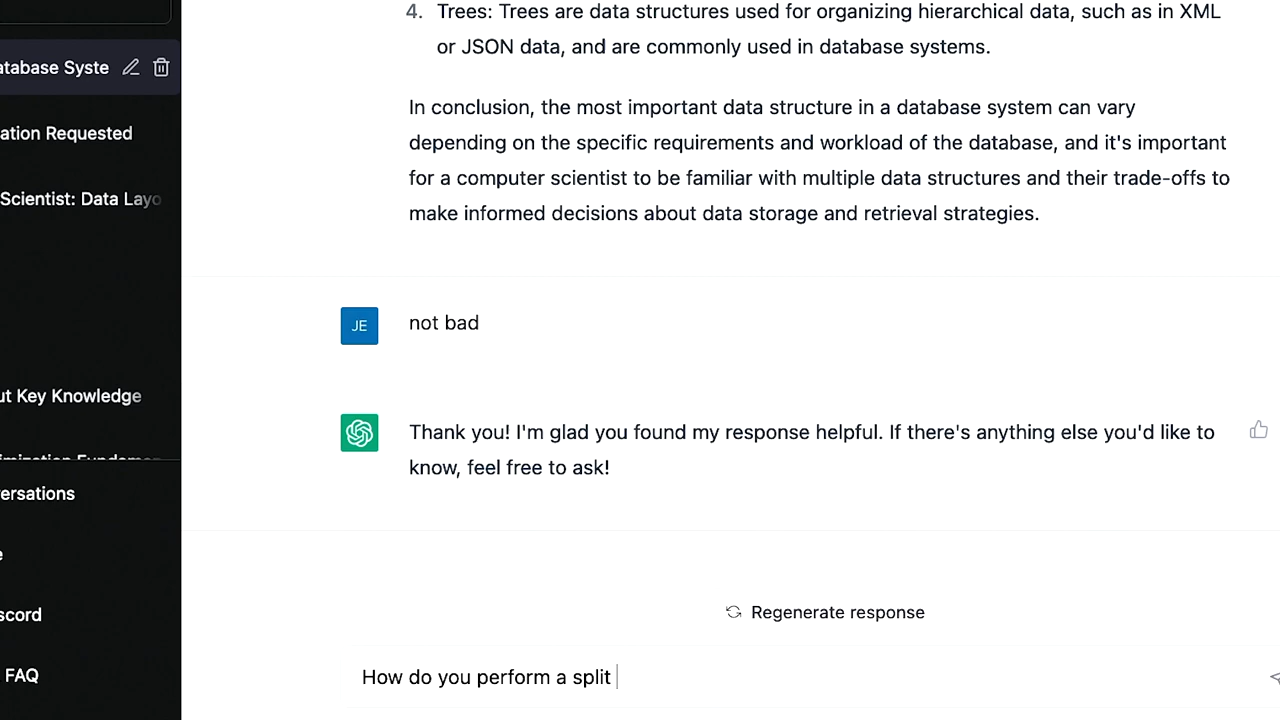 4. Trees: Trees are data structures used for organizing hierarchical data, such as in XML
or JSON data, and are commonly used in database systems.
atabase Syste
In conclusion, the most important data structure in a database system can vary
ation Requested
depending on the specific requirements and workload of the database, and it's important
for a computer scientist to be familiar with multiple data structures and their trade-offs to
Scientist: Data Layo
make informed decisions about data storage and retrieval strategies.
JE
not bad
ut Key Knowledge
Thank you! I'm glad you found my response helpful. If there's anything else you'd like to
know, feel free to ask!
ersations
e
scord
Regenerate response
FAQ
How do you perform a split